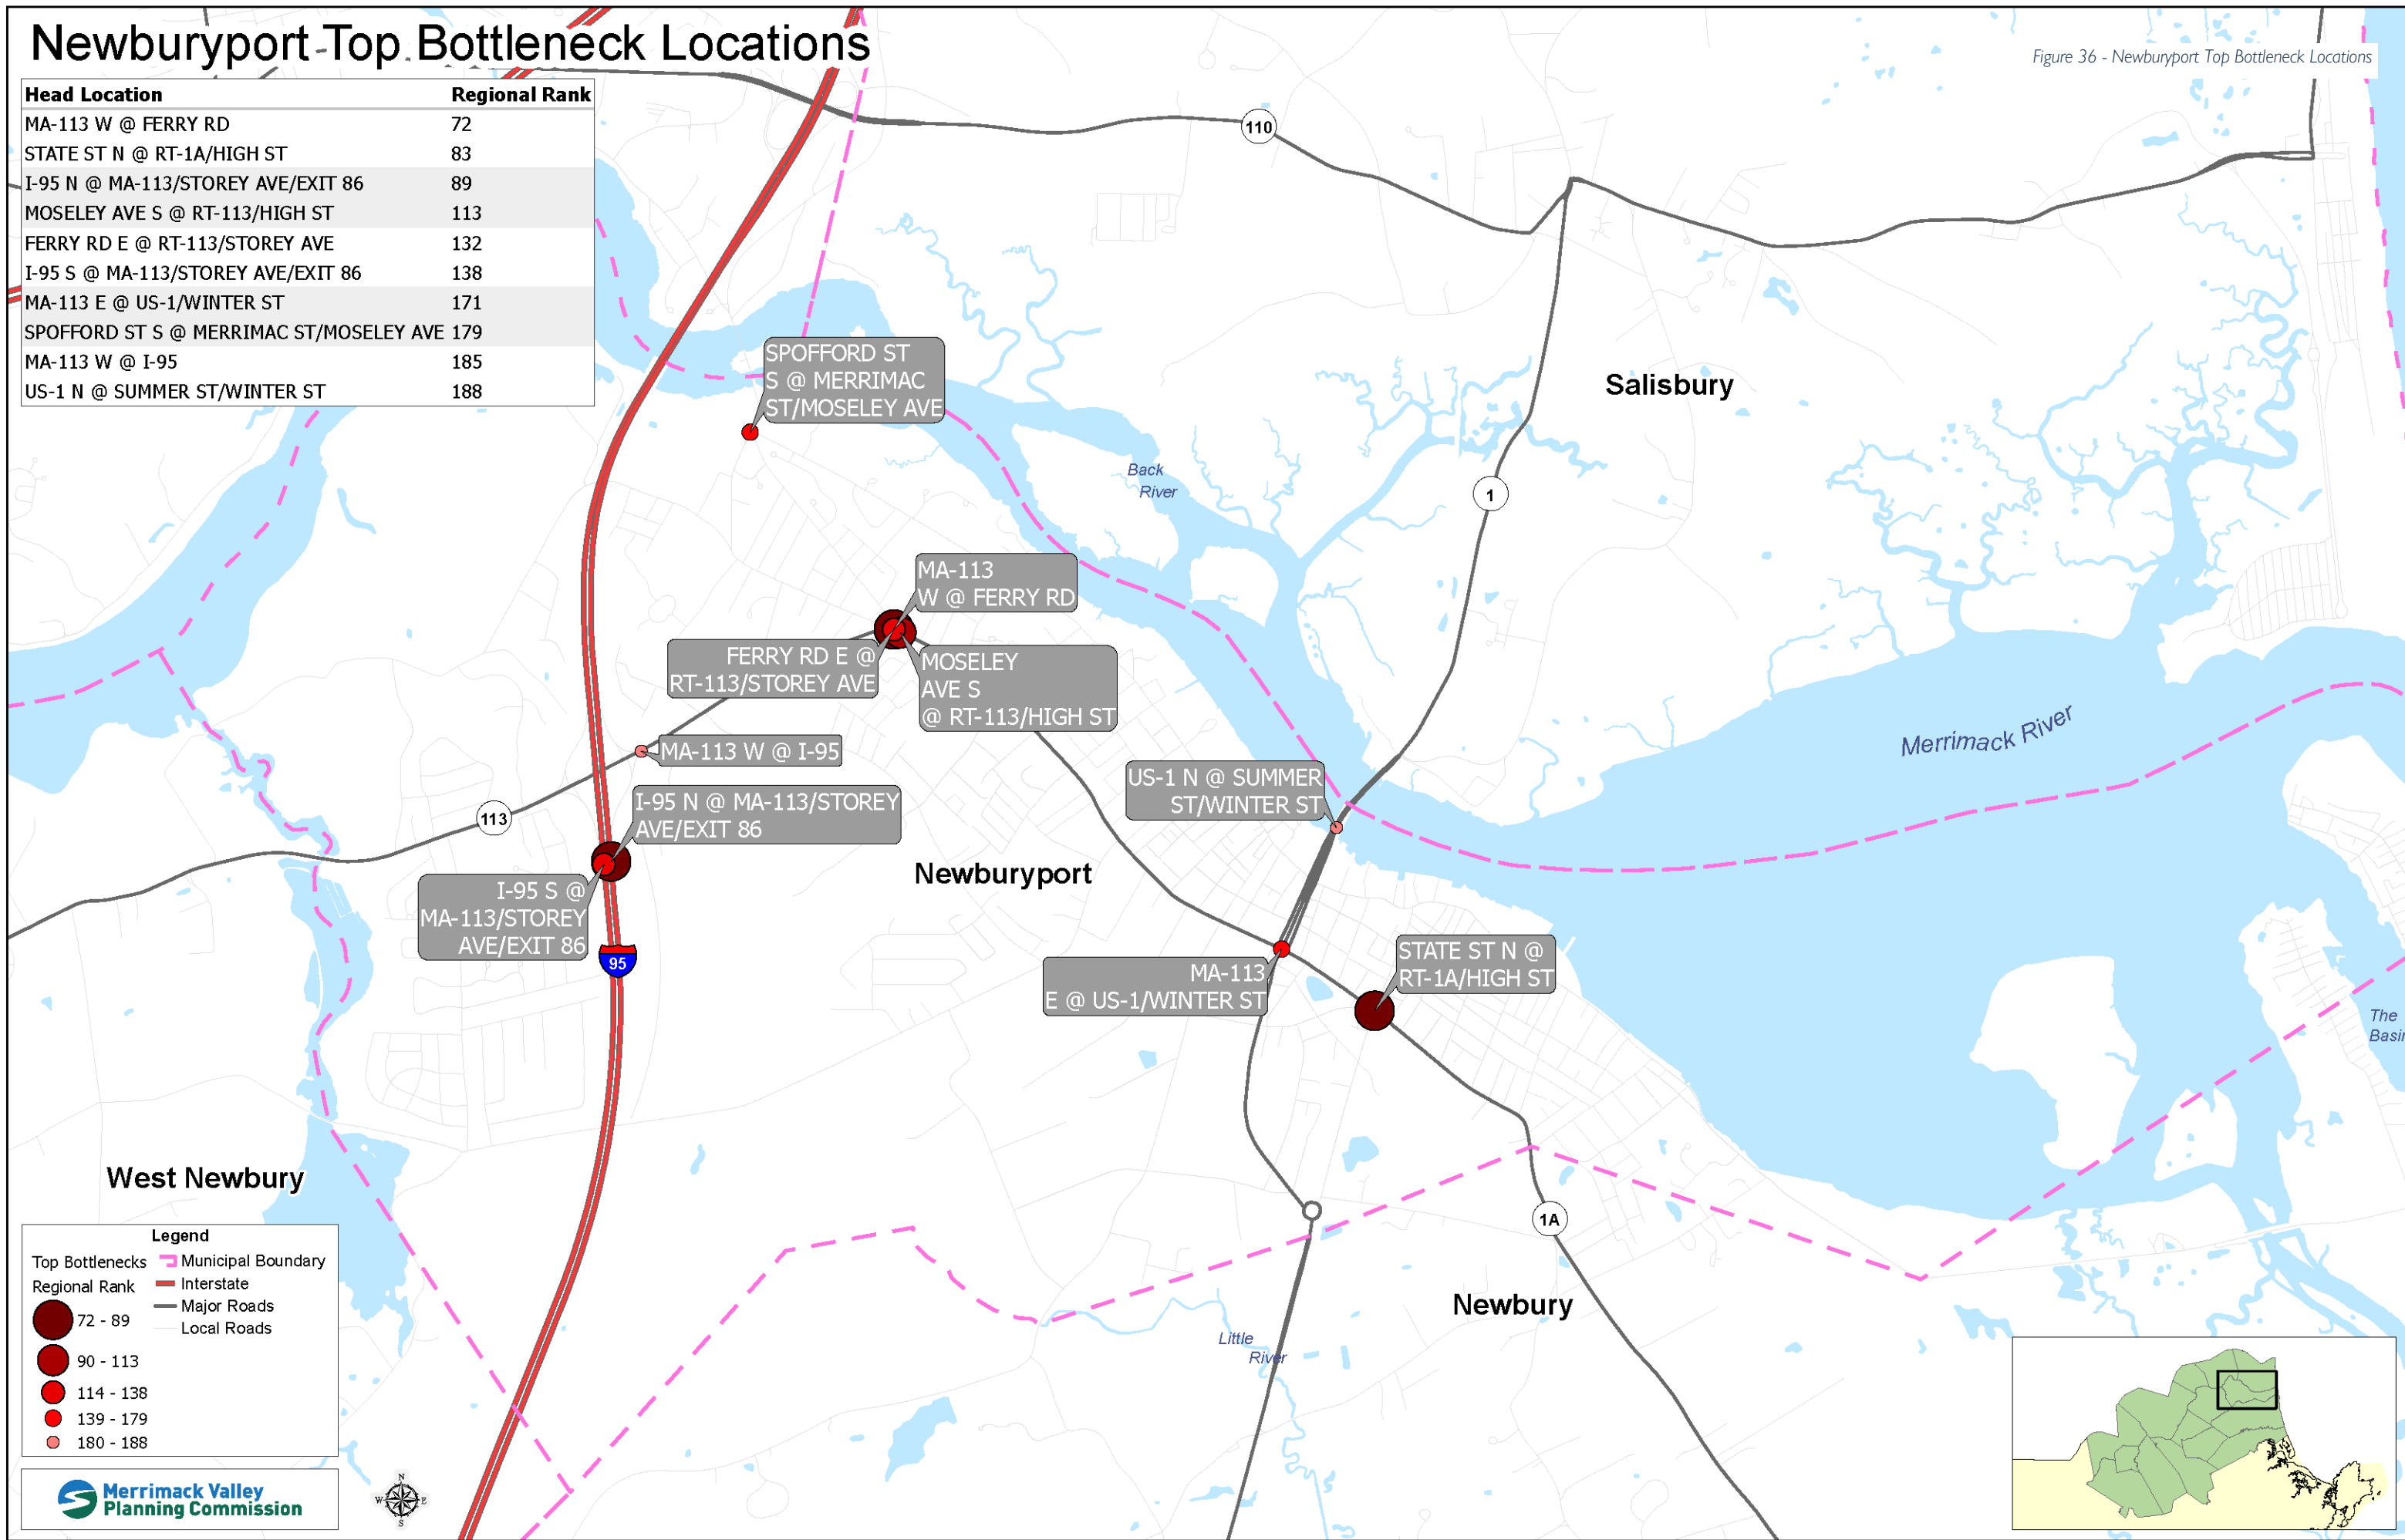 Newburyport Top Bottleneck Locations
Figure 36 - Newburyport Top Bottleneck Locations
Head Location Regional Rank
MA-113 W @ FERRY RD 72
STATE ST N @ RT-1A/HIGH ST 83
I-95 N @ MA-113/STOREY AVE/EXIT 86 89
MOSELEY AVE S @ RT-113/HIGH ST 113
FERRY RD E @ RT-113/STOREY AVE 132
I-95 S @ MA-113/STOREY AVE/EXIT 86 138
MA-113 E @ US-1/WINTER ST 171
SPOFFORD ST S @ MERRIMAC ST/MOSELEY AVE 179
MA-113 W @ I-95 185
US-1 N @ SUMMER ST/WINTER ST 188
110
SPOFFORD ST
S @ MERRIMAC
ST/MOSELEY AVE
Salisbury
Back
River
1
MA-113
W @ FERRY RD
FERRY RD E @
RT-113/STOREY AVE
MOSELEY
AVE S
@ RT-113/HIGH ST
MA-113 W @ I-95
Merrimack River
US-1 N @ SUMMER
ST/WINTER ST
I-95 N @ MA-113/STOREY
AVE/EXIT 86
113
Newburyport
I-95 S @
MA-113/STOREY
AVE/EXIT 86
95
STATE ST N @
RT-1A/HIGH ST
MA-113
E @ US-1/WINTER ST
The
Basin
West Newbury
1A
Newbury
Little
River
Legend
Top Bottlenecks
Regional Rank
72 - 89
90 - 113
114 - 138
139 - 179
180 - 188
Municipal Boundary
Interstate
Major Roads
Local Roads
Merrimack Valley
Planning Commission
N
W E
S